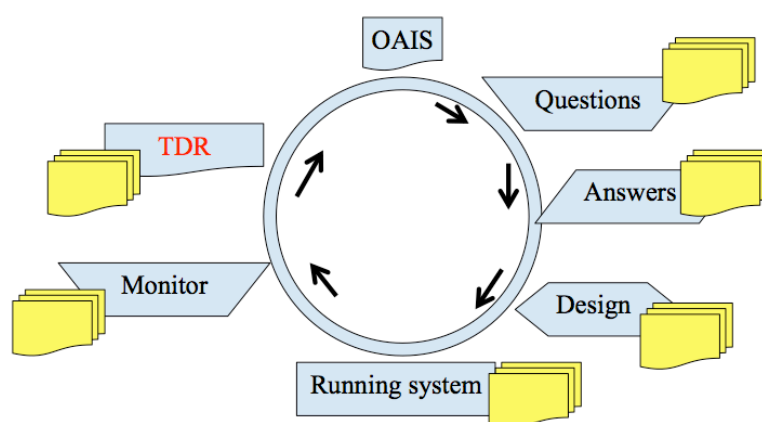 OAIS
Questions
Answers
Design
Running system
Monitor
TDR